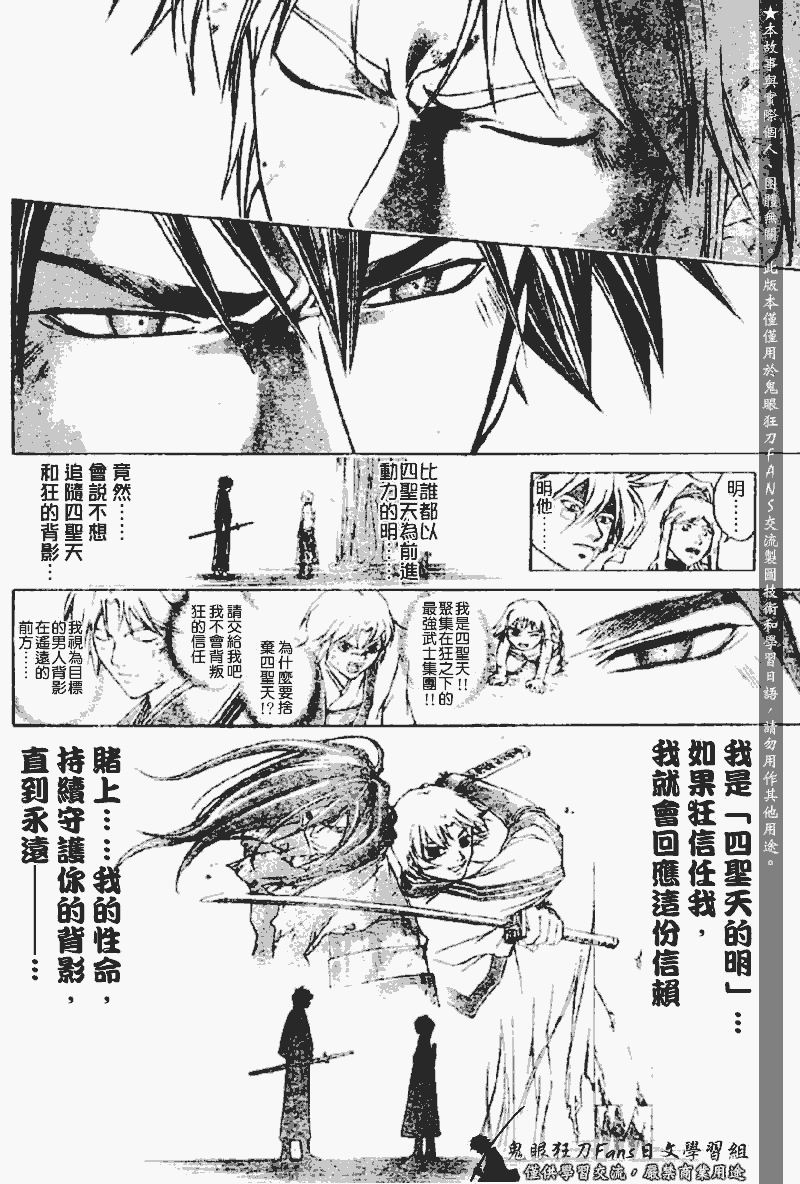 明……
明他……
比誰都以
四聖天為前進
動力的明……
竟然……
會說不想
追隨四聖天
和狂的背影…
我是四聖天!!
聚集在狂之下的
最強武士集團!!
為什麼要捨
棄四聖天!?
請交給我吧
我不會背叛
狂的信任
我視為目標
的男人背影
在遙遠的
前方……
我是「四聖天的明」…
如果狂信任我，
我就會回應這份信賴
賭上……我的性命，
持續守護你的背影，
直到永遠——…
★本故事與實際個人、團體無關，此版本僅僅用於鬼眼狂刀FANS交流製圖技術和學習日語，請勿用作其他用途。
鬼眼狂刀Fans日文學習組
僅供學習交流，嚴禁商業用途